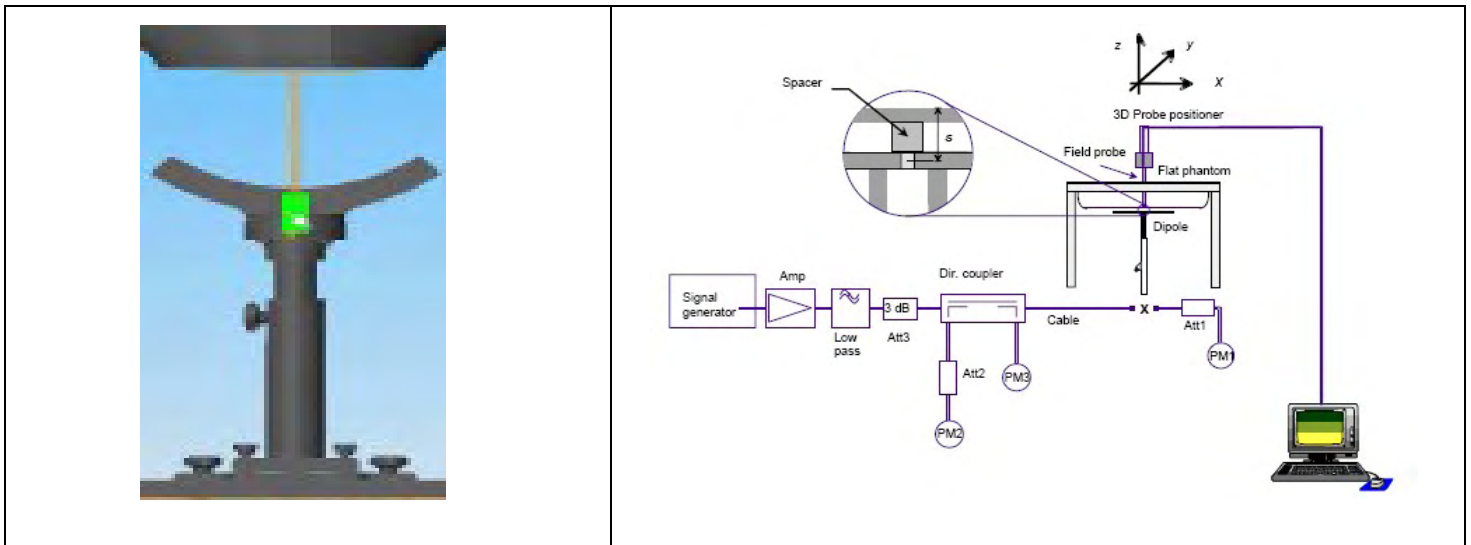 z
y
X
Spacer
s
3D Probe positioner
Field probe
Flat phantom
Dipole
Signal
generator
Amp
Low
pass
3 dB
Att3
Dir. coupler
Cable
X
Att1
PM1
Att2
PM3
PM2